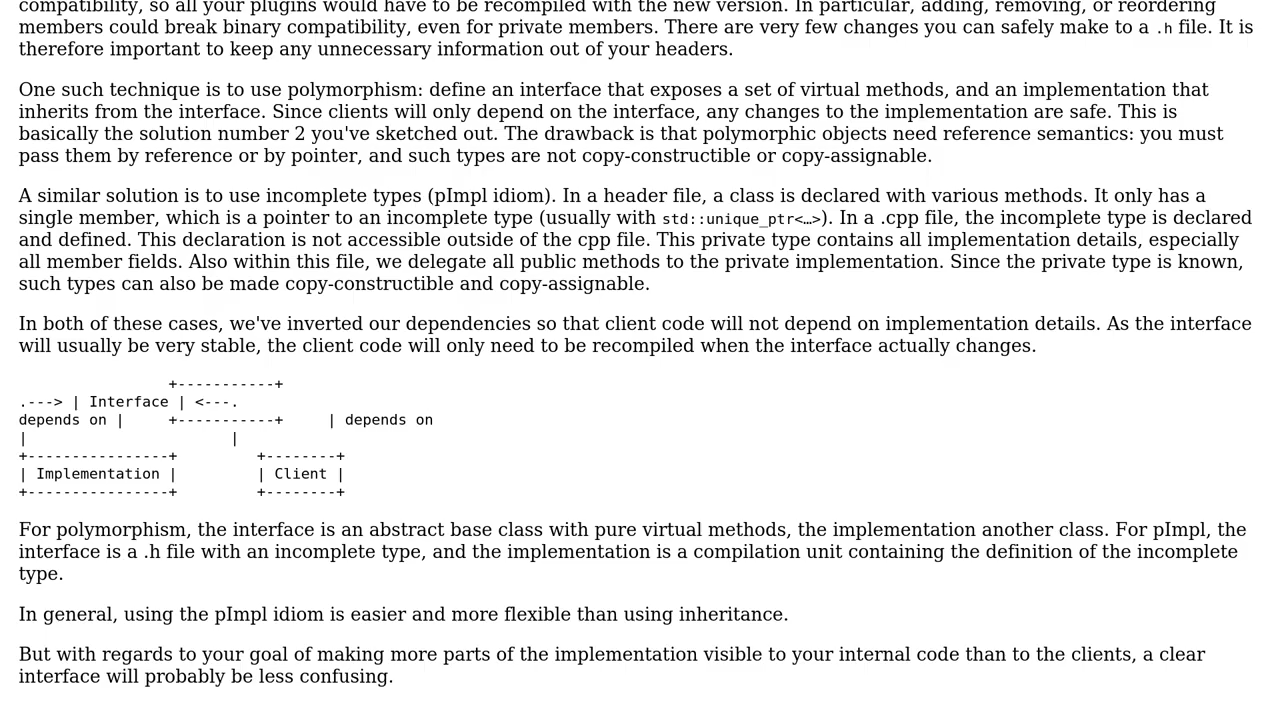 compatibility, so all your plugins would have to be recompiled with the new version. In particular, adding, removing, or reordering
members could break binary compatibility, even for private members. There are very few changes you can safely make to a .h file. It is
therefore important to keep any unnecessary information out of your headers.
One such technique is to use polymorphism: define an interface that exposes a set of virtual methods, and an implementation that
inherits from the interface. Since clients will only depend on the interface, any changes to the implementation are safe. This is
basically the solution number 2 you've sketched out. The drawback is that polymorphic objects need reference semantics: you must
pass them by reference or by pointer, and such types are not copy-constructible or copy-assignable.
A similar solution is to use incomplete types (pImpl idiom). In a header file, a class is declared with various methods. It only has a
single member, which is a pointer to an incomplete type (usually with std::unique_ptr<…>). In a .cpp file, the incomplete type is declared
and defined. This declaration is not accessible outside of the cpp file. This private type contains all implementation details, especially
all member fields. Also within this file, we delegate all public methods to the private implementation. Since the private type is known,
such types can also be made copy-constructible and copy-assignable.
In both of these cases, we've inverted our dependencies so that client code will not depend on implementation details. As the interface
will usually be very stable, the client code will only need to be recompiled when the interface actually changes.
                 +-----------+
.---> | Interface | <---.
depends on |     +-----------+     | depends on
|                       |
+----------------+         +--------+
| Implementation |         | Client |
+----------------+         +--------+
For polymorphism, the interface is an abstract base class with pure virtual methods, the implementation another class. For pImpl, the
interface is a .h file with an incomplete type, and the implementation is a compilation unit containing the definition of the incomplete
type.
In general, using the pImpl idiom is easier and more flexible than using inheritance.
But with regards to your goal of making more parts of the implementation visible to your internal code than to the clients, a clear
interface will probably be less confusing.